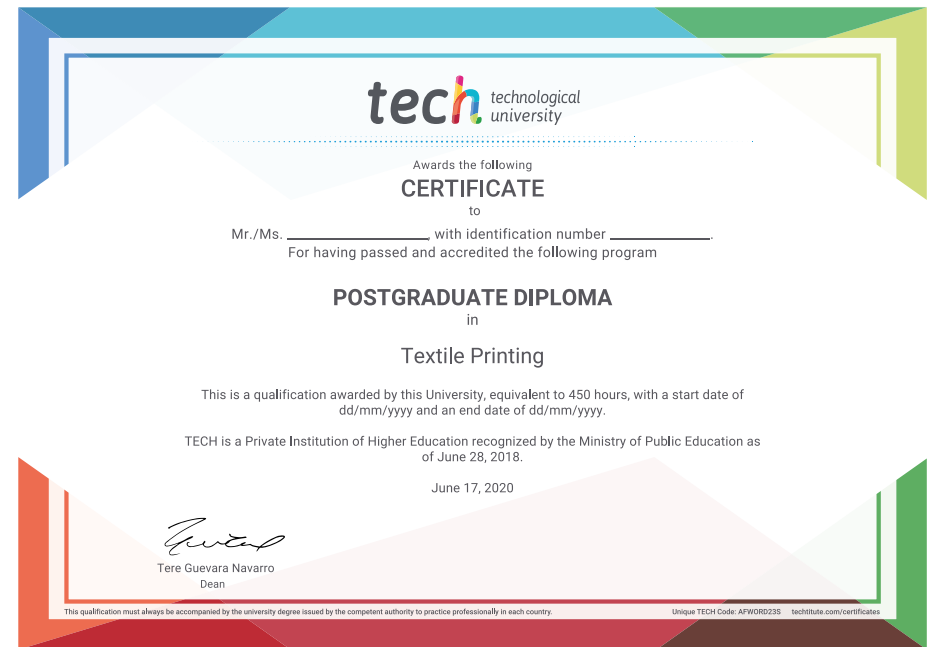 tech technological
university
Awards the following
CERTIFICATE
to
Mr./Ms. ____________________, with identification number ______________.
For having passed and accredited the following program
POSTGRADUATE DIPLOMA
in
Textile Printing
This is a qualification awarded by this University, equivalent to 450 hours, with a start date of
dd/mm/yyyy and an end date of dd/mm/yyyy.
TECH is a Private Institution of Higher Education recognized by the Ministry of Public Education as
of June 28, 2018.
June 17, 2020
Tere Guevara Navarro
Dean
This qualification must always be accompanied by the university degree issued by the competent authority to practice professionally in each country.
Unique TECH Code: AFWORD23S techtitute.com/certificates